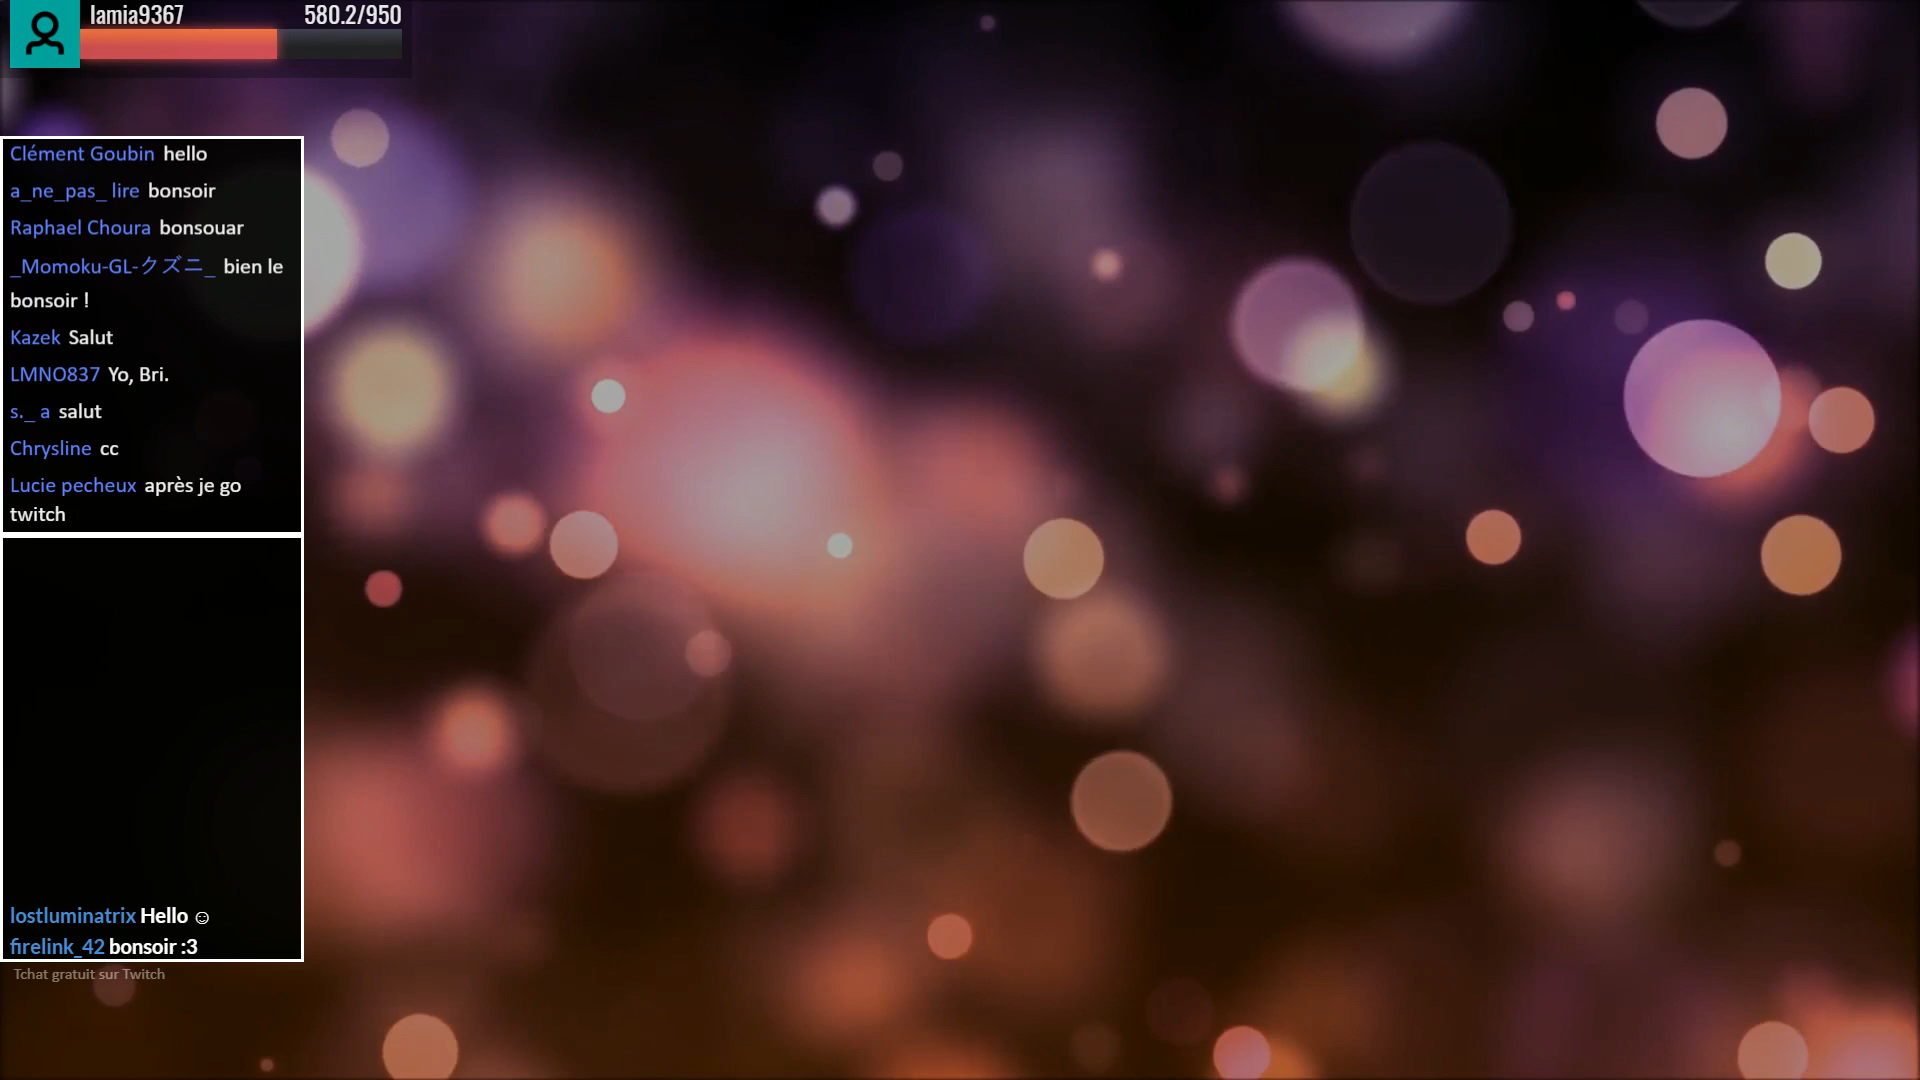 lamia9367 580.2/950
Clément Goubin hello
a_ne_pas_ lire bonsoir
Raphael Choura bonsouar
_Momoku-GL-クズニ_ bien le
bonsoir !
Kazek Salut
LMNO837 Yo, Bri.
s._ a salut
Chrysline cc
Lucie pecheux après je go
twitch
lostluminatrix Hello ☺
firelink_42 bonsoir :3
Tchat gratuit sur Twitch